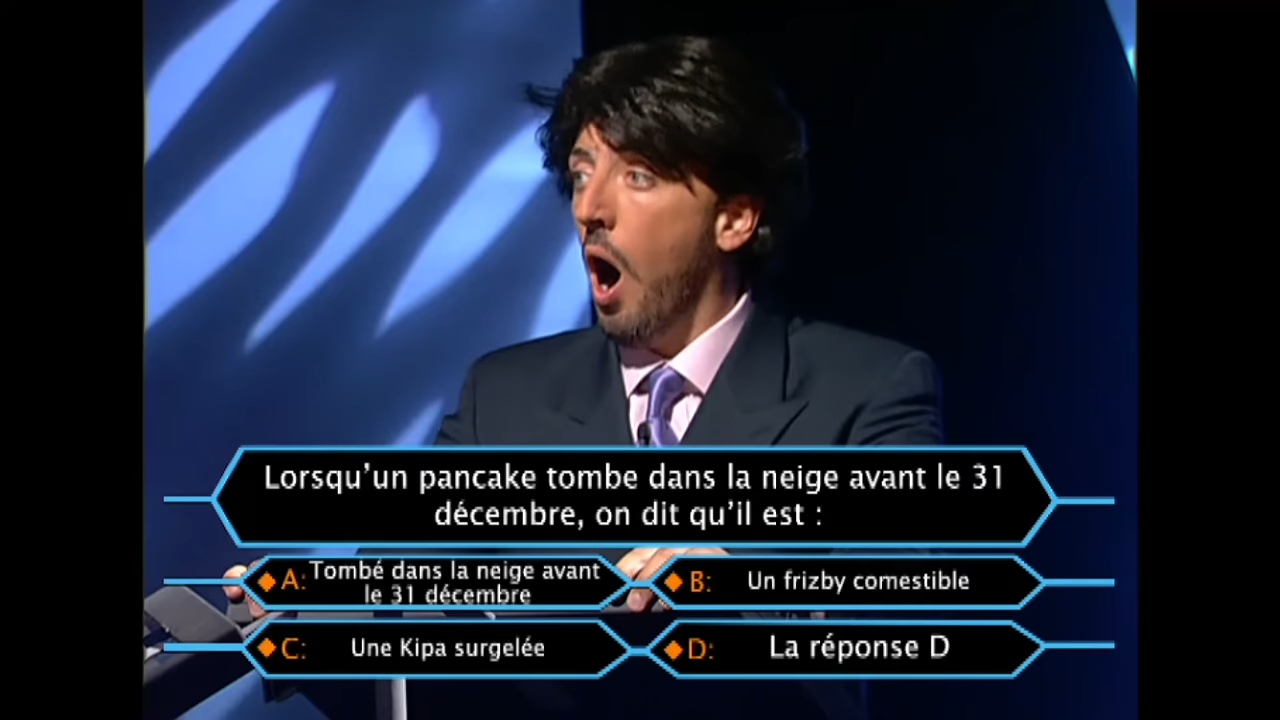 Lorsqu'un pancake tombe dans la neige avant le 31
décembre, on dit qu'il est :
A: Tombé dans la neige avant
le 31 décembre
B: Un frizby comestible
C: Une Kipa surgelée
D: La réponse D